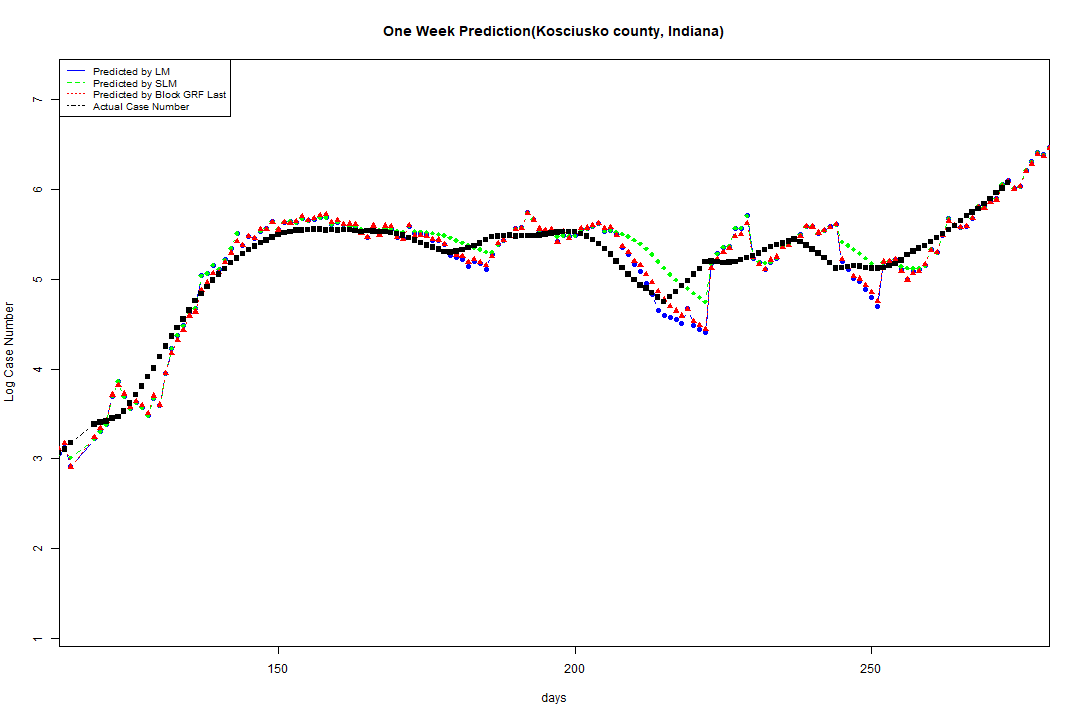 One Week Prediction(Kosciusko county, Indiana)
Predicted by LM
Predicted by SLM
Predicted by Block GRF Last
Actual Case Number
7
6
5
4
3
2
1
Log Case Number
150
200
250
days